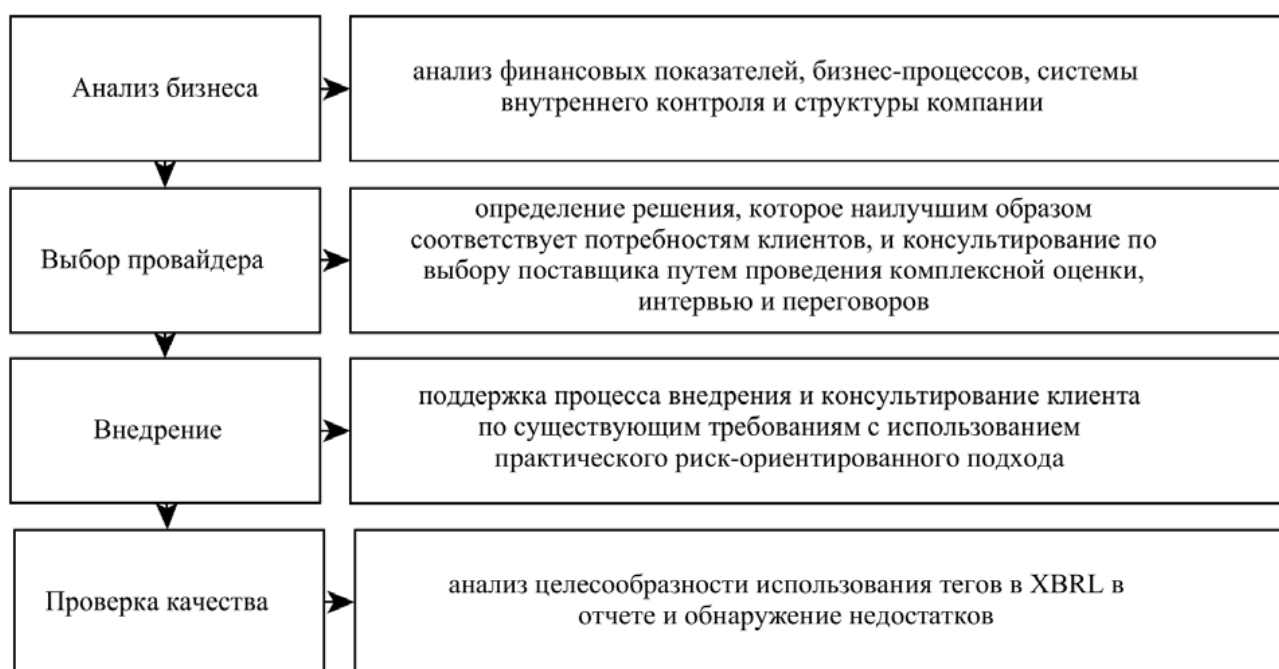 Анализ бизнеса
анализ финансовых показателей, бизнес-процессов, системы
внутреннего контроля и структуры компании
Выбор провайдера
определение решения, которое наилучшим образом
соответствует потребностям клиентов, и консультирование по
выбору поставщика путем проведения комплексной оценки,
интервью и переговоров
Внедрение
поддержка процесса внедрения и консультирование клиента
по существующим требованиям с использованием
практического риск-ориентированного подхода
Проверка качества
анализ целесообразности использования тегов в XBRL в
отчете и обнаружение недостатков